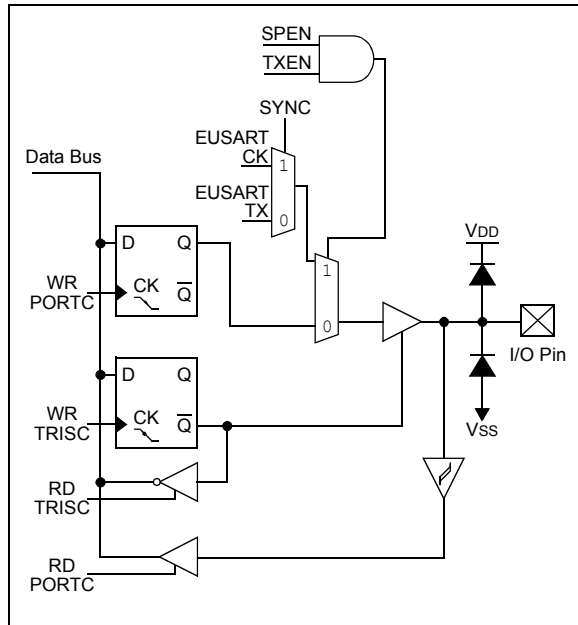 SPEN
TXEN
SYNC
EUSART
CK
1
Data Bus
EUSART
TX
0
D Q
VDD
1
WR
PORTC
CK
Q
0
I/O Pin
D Q
WR
TRISC
CK
Q
VSS
RD
TRISC
RD
PORTC